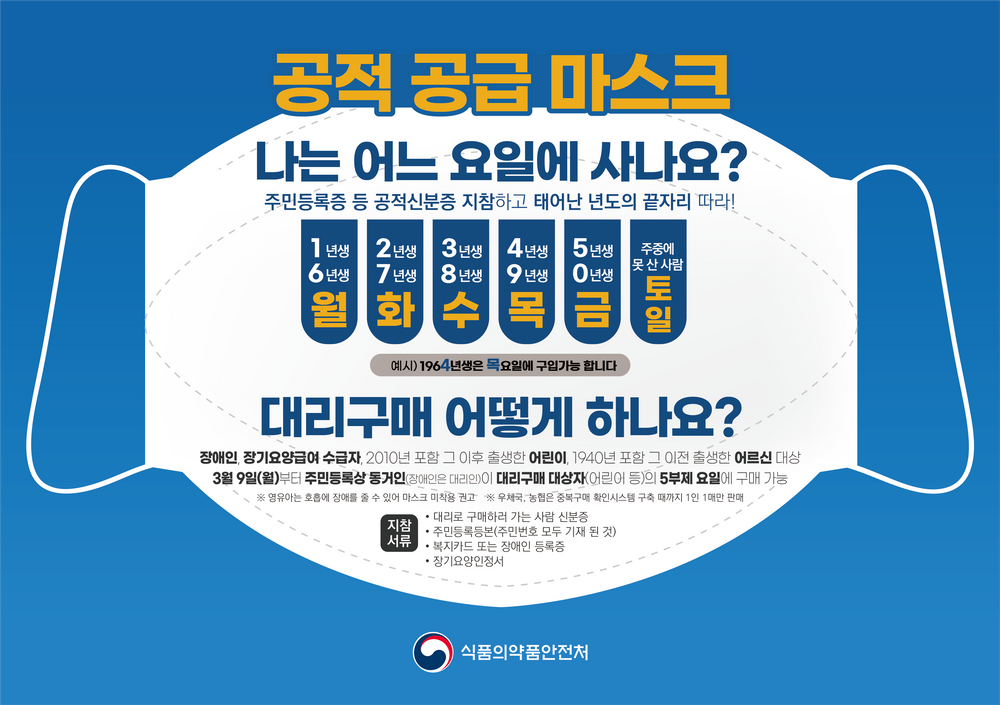 공적 공급 마스크
나는 어느 요일에 사나요?
주민등록증 등 공적신분증 지참하고 태어난 년도의 끝자리 따라!
1년생
6년생
월
2년생
7년생
화
3년생
8년생
수
4년생
9년생
목
5년생
0년생
금
주중에
못 산 사람
토
일
예시) 1964년생은 목요일에 구입가능 합니다
대리구매 어떻게 하나요?
장애인, 장기요양급여 수급자, 2010년 포함 그 이후 출생한 어린이, 1940년 포함 그 이전 출생한 어르신 대상
3월 9일(월)부터 주민등록상 동거인(장애인은 대리인)이 대리구매 대상자(어린이 등)의 5부제 요일에 구매 가능
※ 영유아는 호흡에 장애를 줄 수 있어 마스크 미착용 권고 ※ 우체국, 농협은 중복구매 확인시스템 구축 때까지 1인 1매만 판매
지참
서류
• 대리로 구매하러 가는 사람 신분증
• 주민등록등본(주민번호 모두 기재 된 것)
• 복지카드 또는 장애인 등록증
• 장기요양인정서
식품의약품안전처